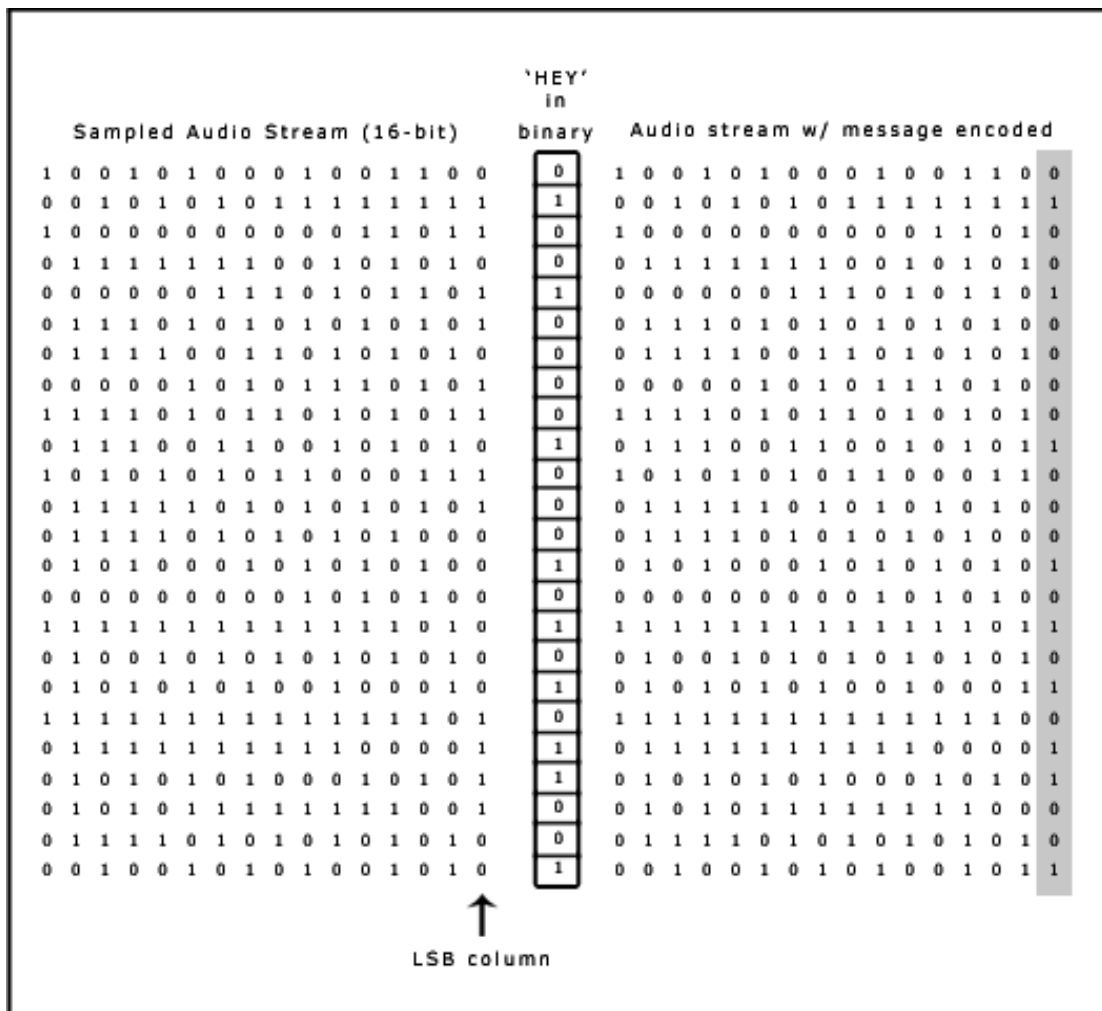 'HEY'
in
Sampled Audio Stream (16-bit) binary Audio stream w/ message encoded
1 0 0 1 0 1 0 0 0 1 0 0 1 1 0 0 0 1 0 0 1 0 1 0 0 0 1 0 0 1 1 0 0
0 0 1 0 1 0 1 0 1 1 1 1 1 1 1 1 1 0 0 1 0 1 0 1 0 1 1 1 1 1 1 1 1
1 0 0 0 0 0 0 0 0 0 0 1 1 0 1 1 0 1 0 0 0 0 0 0 0 0 0 0 1 1 0 1 0
0 1 1 1 1 1 1 1 0 0 1 0 1 0 1 0 0 0 1 1 1 1 1 1 1 0 0 1 0 1 0 1 0
0 0 0 0 0 0 1 1 1 0 1 0 1 1 0 1 1 0 0 0 0 0 0 1 1 1 0 1 0 1 1 0 1
0 1 1 1 0 1 0 1 0 1 0 1 0 1 0 1 0 0 1 1 1 0 1 0 1 0 1 0 1 0 1 0 0
0 1 1 1 1 0 0 1 1 0 1 0 1 0 1 0 0 0 1 1 1 1 0 0 1 1 0 1 0 1 0 1 0
0 0 0 0 0 1 0 1 0 1 1 1 0 1 0 1 0 0 0 0 0 0 1 0 1 0 1 1 1 0 1 0 0
1 1 1 1 0 1 0 1 1 0 1 0 1 0 1 1 0 1 1 1 1 0 1 0 1 1 0 1 0 1 0 1 0
0 1 1 1 0 0 1 1 0 0 1 0 1 0 1 0 1 0 1 1 1 0 0 1 1 0 0 1 0 1 0 1 1
1 0 1 0 1 0 1 0 1 1 0 0 0 1 1 1 0 1 0 1 0 1 0 1 0 1 1 0 0 0 1 1 0
0 1 1 1 1 1 0 1 0 1 0 1 0 1 0 1 0 0 1 1 1 1 1 0 1 0 1 0 1 0 1 0 0
0 1 1 1 1 0 1 0 1 0 1 0 1 0 0 0 0 0 1 1 1 1 0 1 0 1 0 1 0 1 0 0 0
0 1 0 1 0 0 0 1 0 1 0 1 0 1 0 0 1 0 1 0 1 0 0 0 1 0 1 0 1 0 1 0 1
0 0 0 0 0 0 0 0 0 1 0 1 0 1 0 0 0 0 0 0 0 0 0 0 0 0 1 0 1 0 1 0 0
1 1 1 1 1 1 1 1 1 1 1 1 1 0 1 0 1 1 1 1 1 1 1 1 1 1 1 1 1 1 0 1 1
0 1 0 0 1 0 1 0 1 0 1 0 1 0 1 0 0 0 1 0 0 1 0 1 0 1 0 1 0 1 0 1 0
0 1 0 1 0 1 0 1 0 0 1 0 0 0 1 0 1 0 1 0 1 0 1 0 1 0 0 1 0 0 0 1 1
1 1 1 1 1 1 1 1 1 1 1 1 1 1 0 1 0 1 1 1 1 1 1 1 1 1 1 1 1 1 1 0 0
0 1 1 1 1 1 1 1 1 1 1 0 0 0 0 1 1 0 1 1 1 1 1 1 1 1 1 1 0 0 0 0 1
0 1 0 1 0 1 0 1 0 0 0 1 0 1 0 1 1 0 1 0 1 0 1 0 1 0 0 0 1 0 1 0 1
0 1 0 1 0 1 1 1 1 1 1 1 1 0 0 1 0 0 1 0 1 0 1 1 1 1 1 1 1 1 0 0 0
0 1 1 1 1 0 1 0 1 0 1 0 1 0 1 0 0 0 1 1 1 1 0 1 0 1 0 1 0 1 0 1 0
0 0 1 0 0 1 0 1 0 1 0 0 1 0 1 0 1 0 0 1 0 0 1 0 1 0 1 0 0 1 0 1 1
LSB column